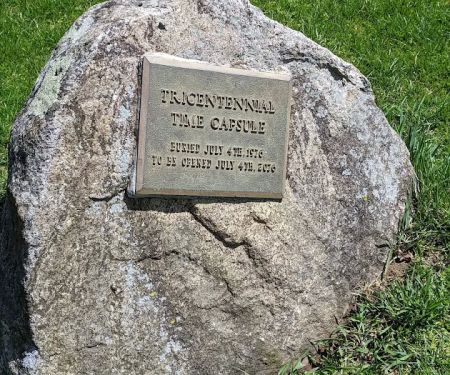 TRICENTENNIAL
TIME CAPSULE
BURIED JULY 4TH, 1976
TO BE OPENED JULY 4TH, 2076